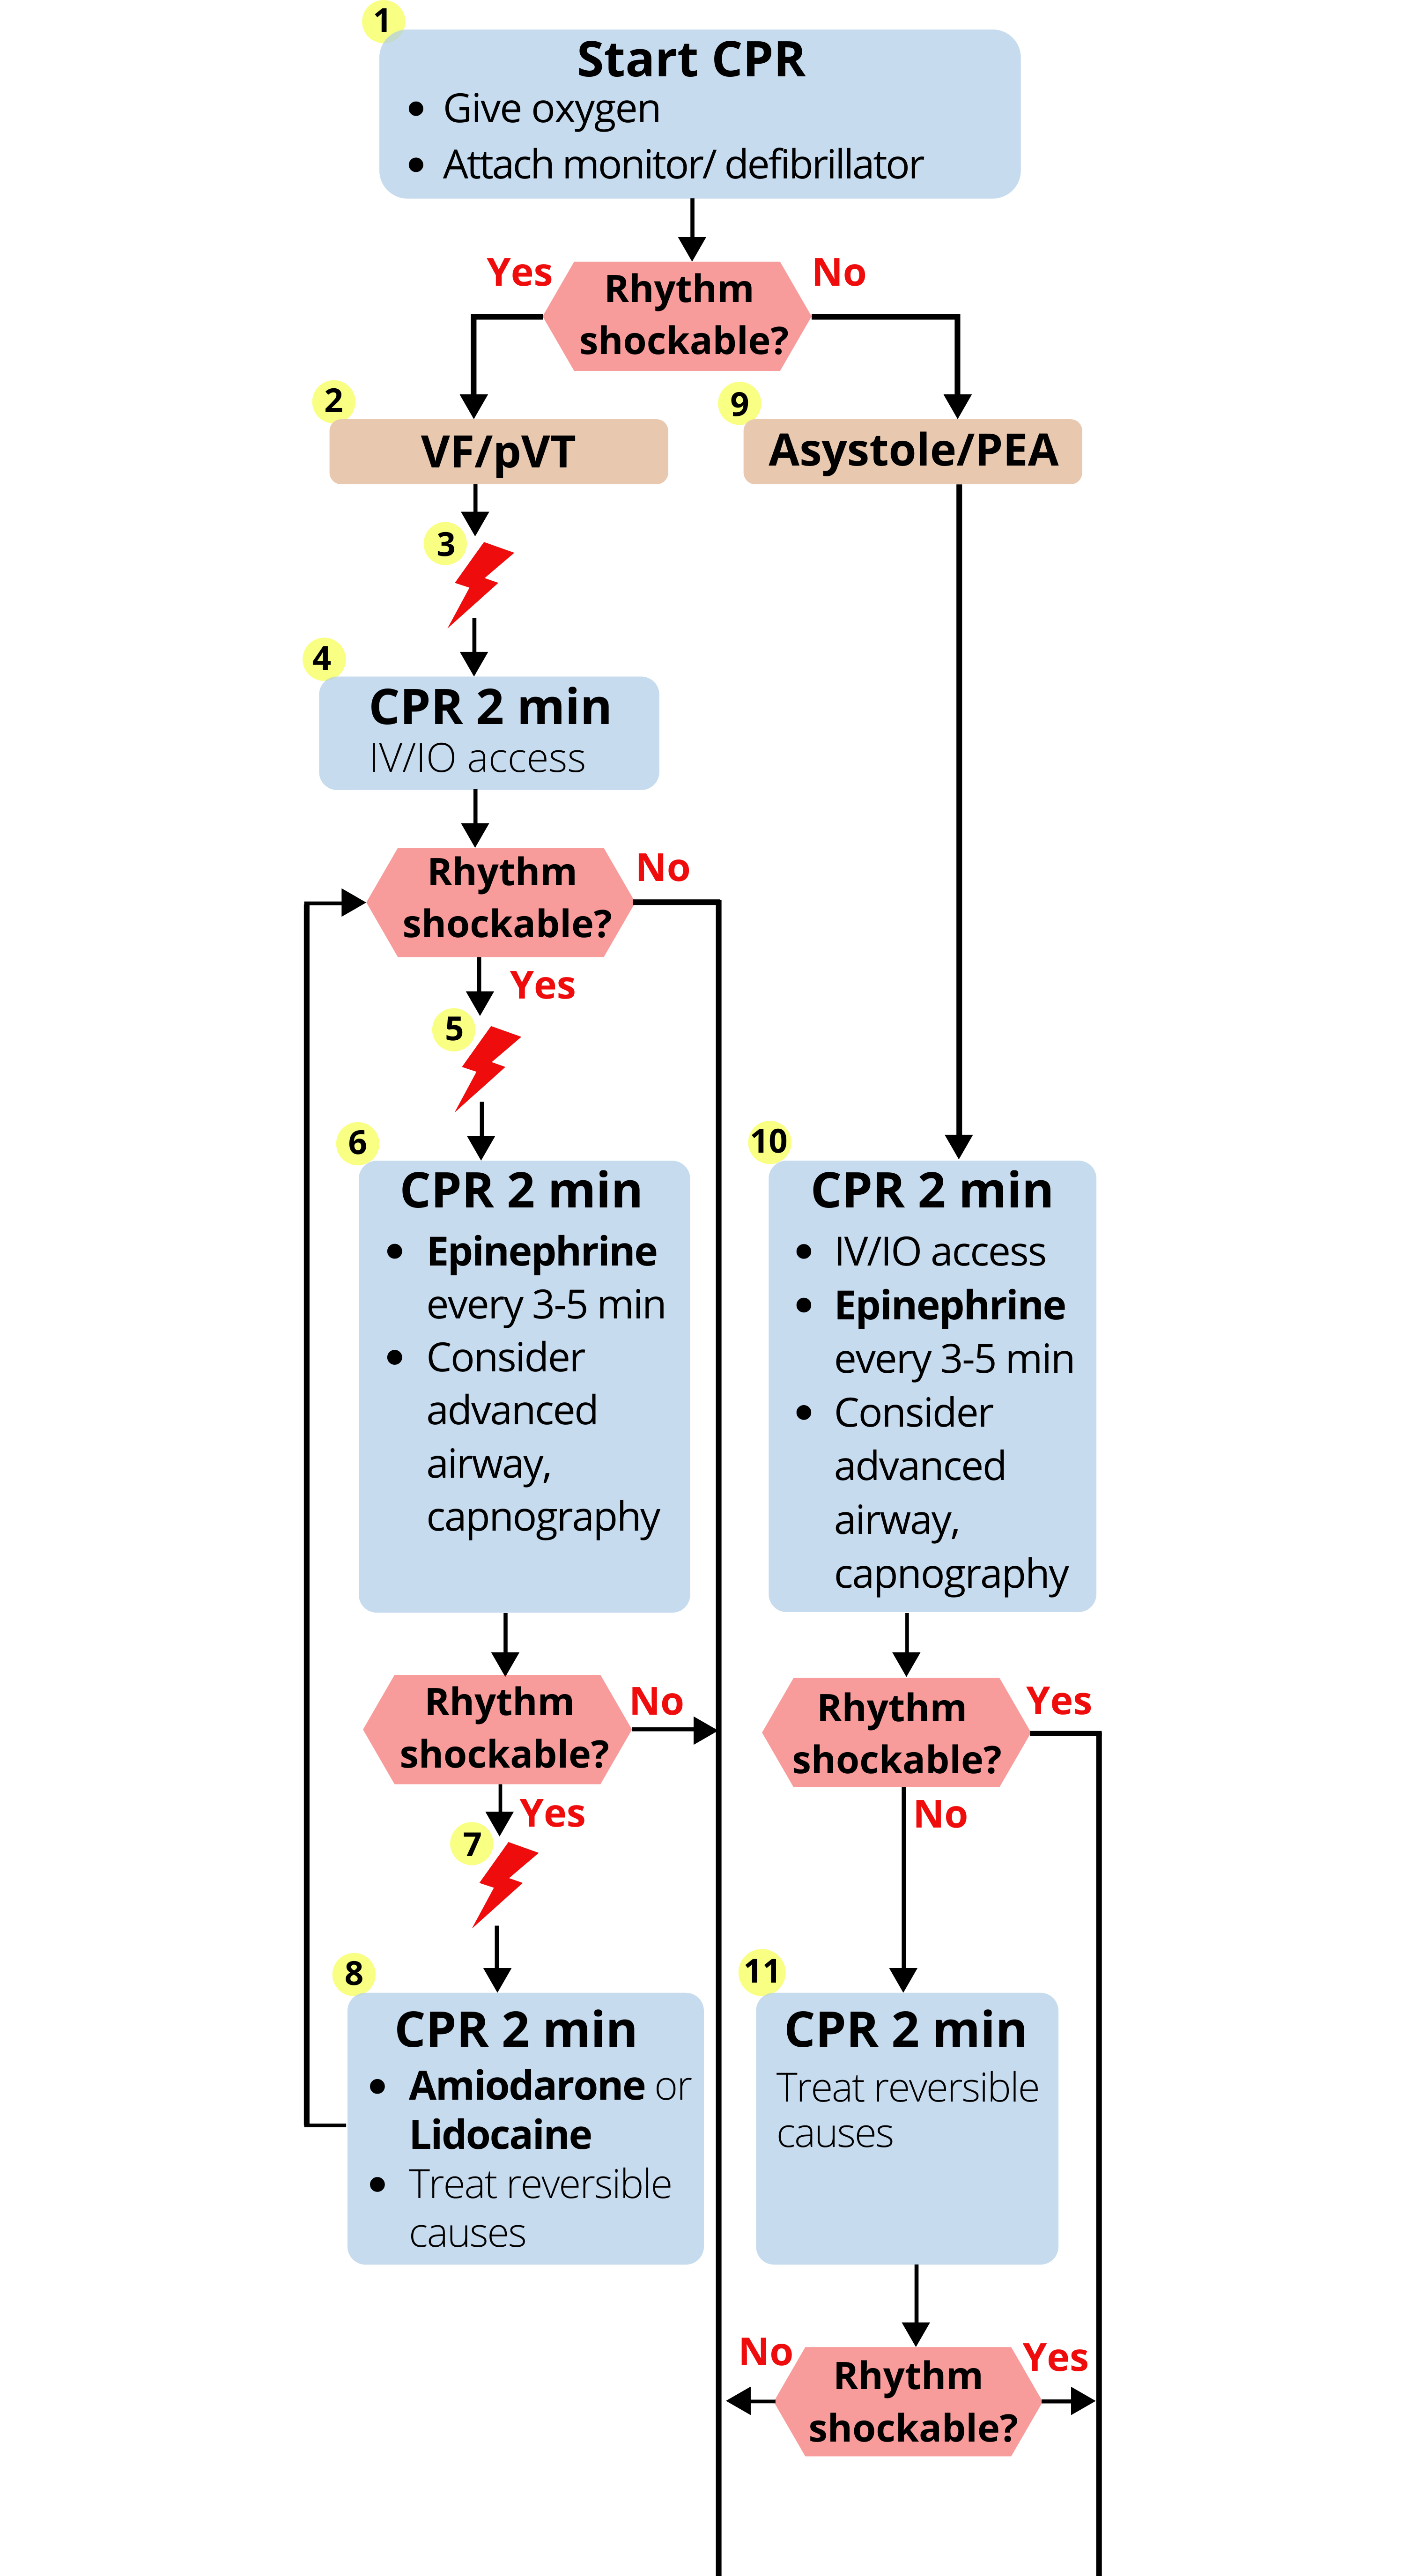 1
Start CPR
• Give oxygen
• Attach monitor/ defibrillator
Yes
Rhythm
shockable?
No
2
VF/pVT
9
Asystole/PEA
3
4
CPR 2 min
IV/IO access
Rhythm
shockable?
No
Yes
5
6
CPR 2 min
• Epinephrine
every 3-5 min
• Consider
advanced
airway,
capnography
10
CPR 2 min
• IV/IO access
• Epinephrine
every 3-5 min
• Consider
advanced
airway,
capnography
Rhythm
shockable?
No
Yes
Rhythm
shockable?
Yes
No
7
8
CPR 2 min
• Amiodarone or
Lidocaine
• Treat reversible
causes
11
CPR 2 min
Treat reversible
causes
No
Rhythm
shockable?
Yes